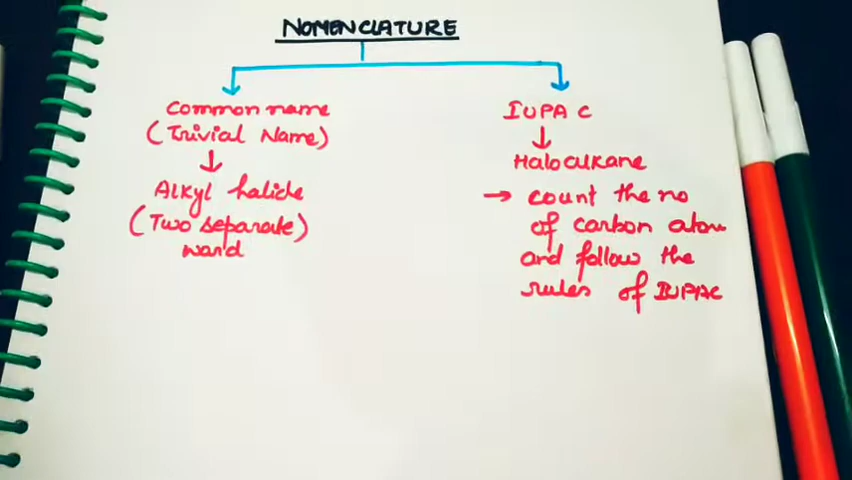 NOMENCLATURE
Common name
(Trivial Name)
Alkyl halide
(Two separate)
word
IUPAC
Haloalkane
→ count the no
of carbon atom
and follow the
rules of IUPAC